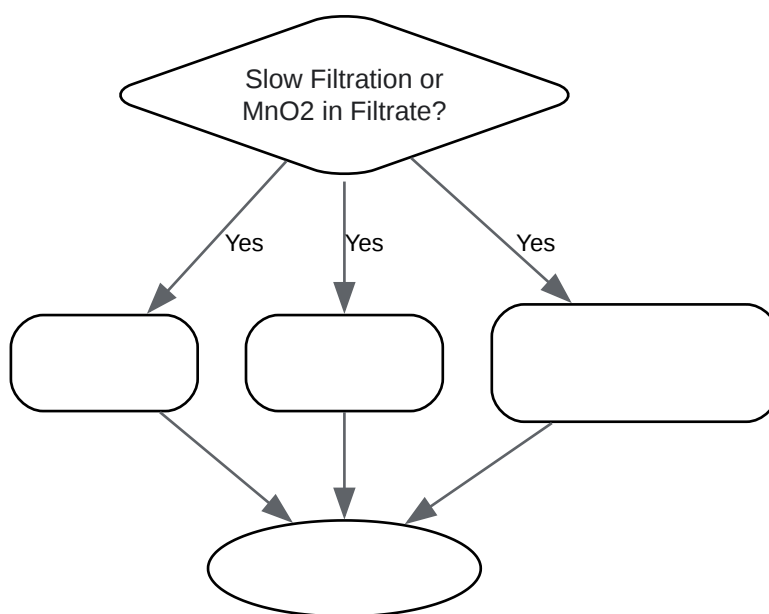 Slow Filtration or
MnO2 in Filtrate?
Yes
Yes
Yes